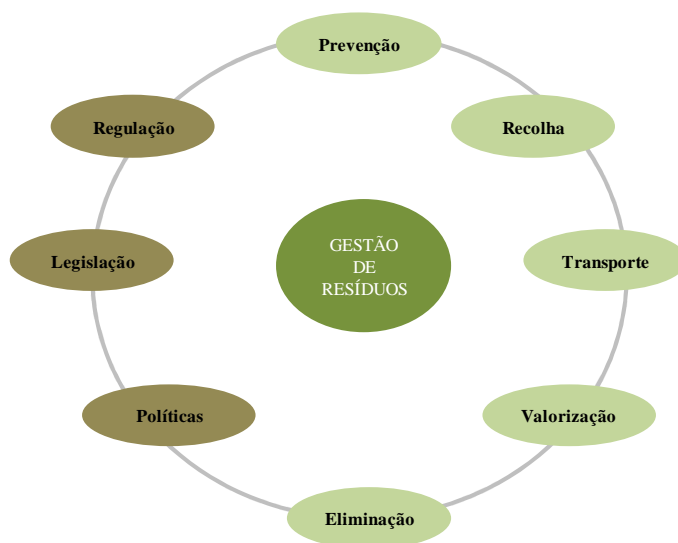 Prevenção
Regulação
Recolha
Legislação
GESTÃO
DE
RESÍDUOS
Transporte
Políticas
Valorização
Eliminação